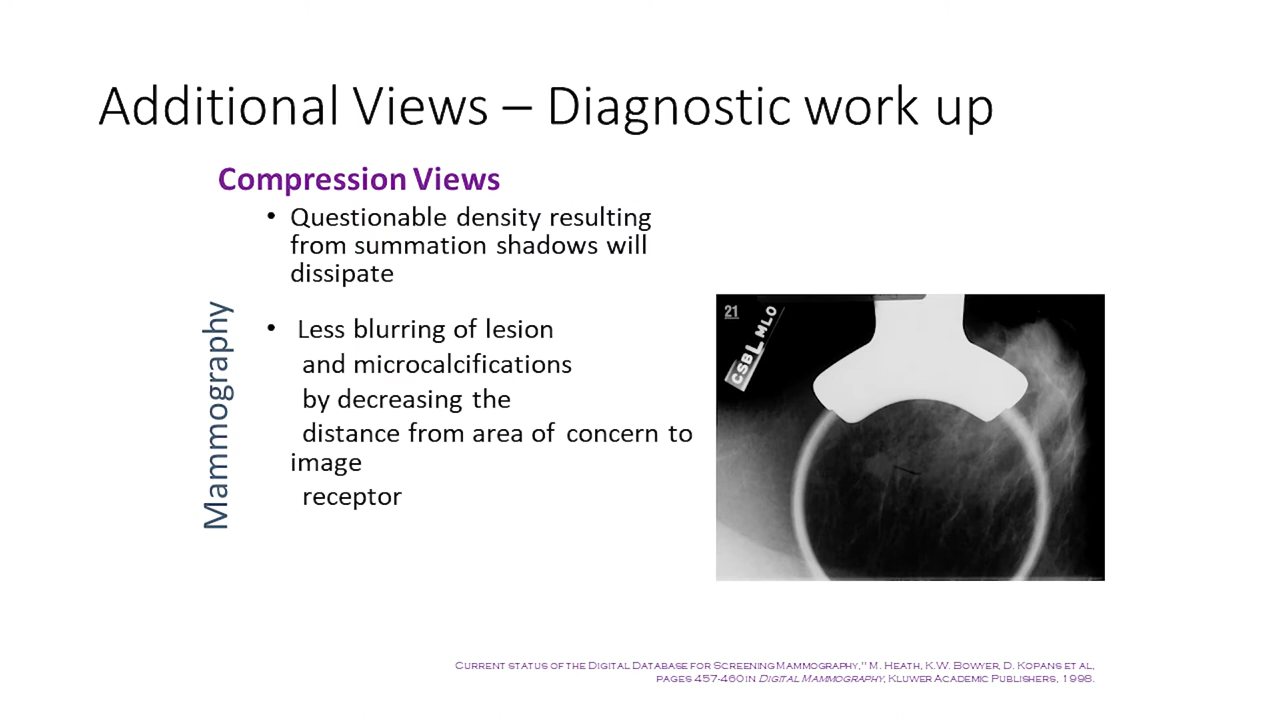 Additional Views – Diagnostic work up
Compression Views
• Questionable density resulting
from summation shadows will
dissipate
• Less blurring of lesion
and microcalcifications
by decreasing the
distance from area of concern to
image
receptor
Mammography
21
CSBL MLO
Current status of the Digital Database for Screening Mammography," M. Heath, K.W. Bowyer, D. Kopans et al,
pages 457-460 in Digital Mammography, Kluwer Academic Publishers, 1998.